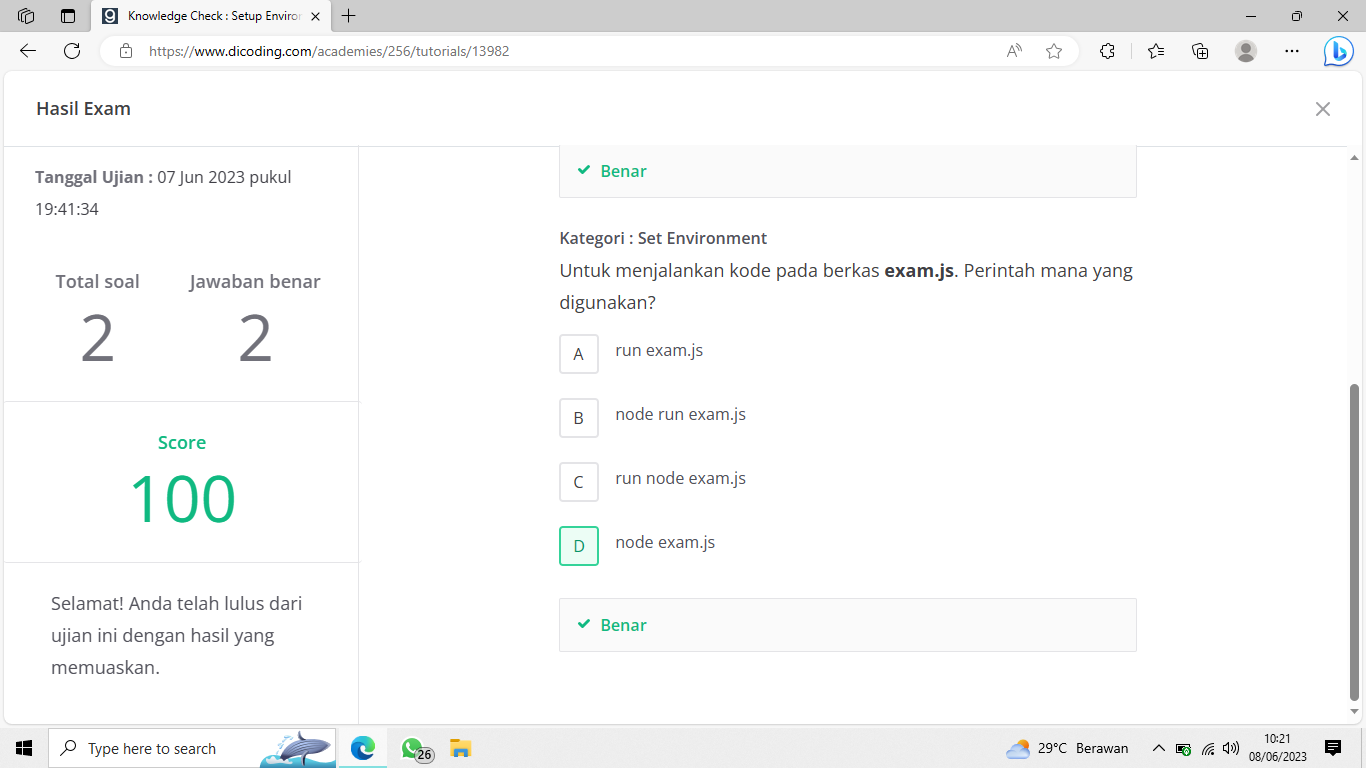 Knowledge Check : Setup Enviror
https://www.dicoding.com/academies/256/tutorials/13982
Hasil Exam
Tanggal Ujian : 07 Jun 2023 pukul
19:41:34
Total soal
Jawaban benar
2
2
Score
100
Selamat! Anda telah lulus dari
ujian ini dengan hasil yang
memuaskan.
Benar
Kategori : Set Environment
Untuk menjalankan kode pada berkas exam.js. Perintah mana yang
digunakan?
A run exam.js
B node run exam.js
C run node exam.js
D node exam.js
Benar
Type here to search
26
29°C Berawan
10:21
08/06/2023